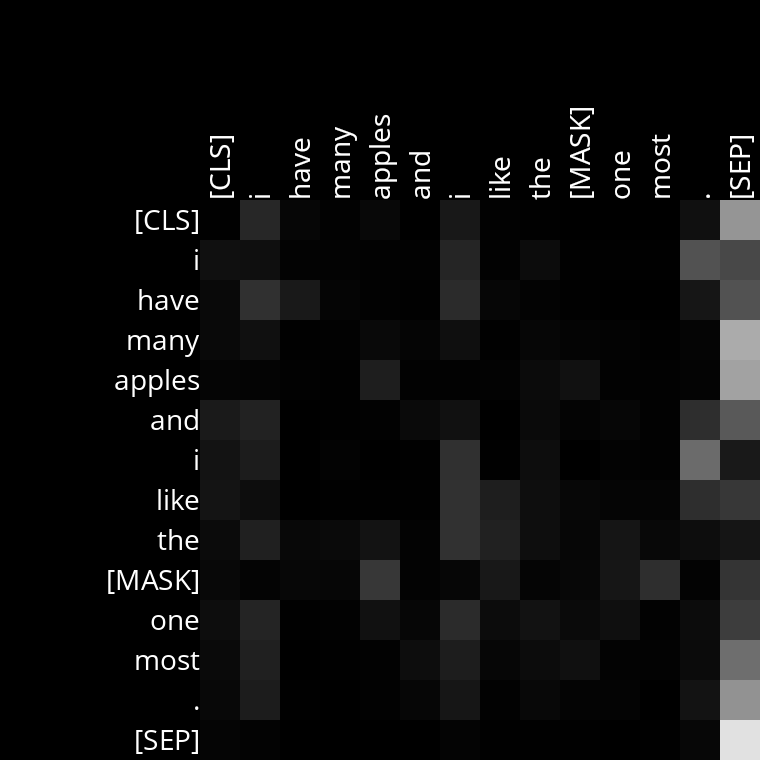 [CLS] i have many apples and i like the [MASK] one most . [SEP]
[CLS]
i
have
many
apples
and
i
like
the
[MASK]
one
most
.
[SEP]